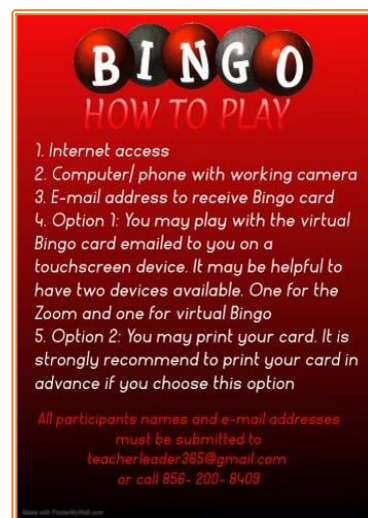 BINGO
HOW TO PLAY
1. Internet access
2. Computer/ phone with working camera
3. E-mail address to receive Bingo card
4. Option 1: You may play with the virtual
Bingo card emailed to you on a
touchscreen device. It may be helpful to
have two devices available. One for the
Zoom and one for virtual Bingo
5. Option 2: You may print your card. It is
strongly recommend to print your card in
advance if you choose this option
All participants names and e-mail addresses
must be submitted to
teacherleader365@gmail.com
or call 856- 200- 8409
Made with PosterMyWall.com